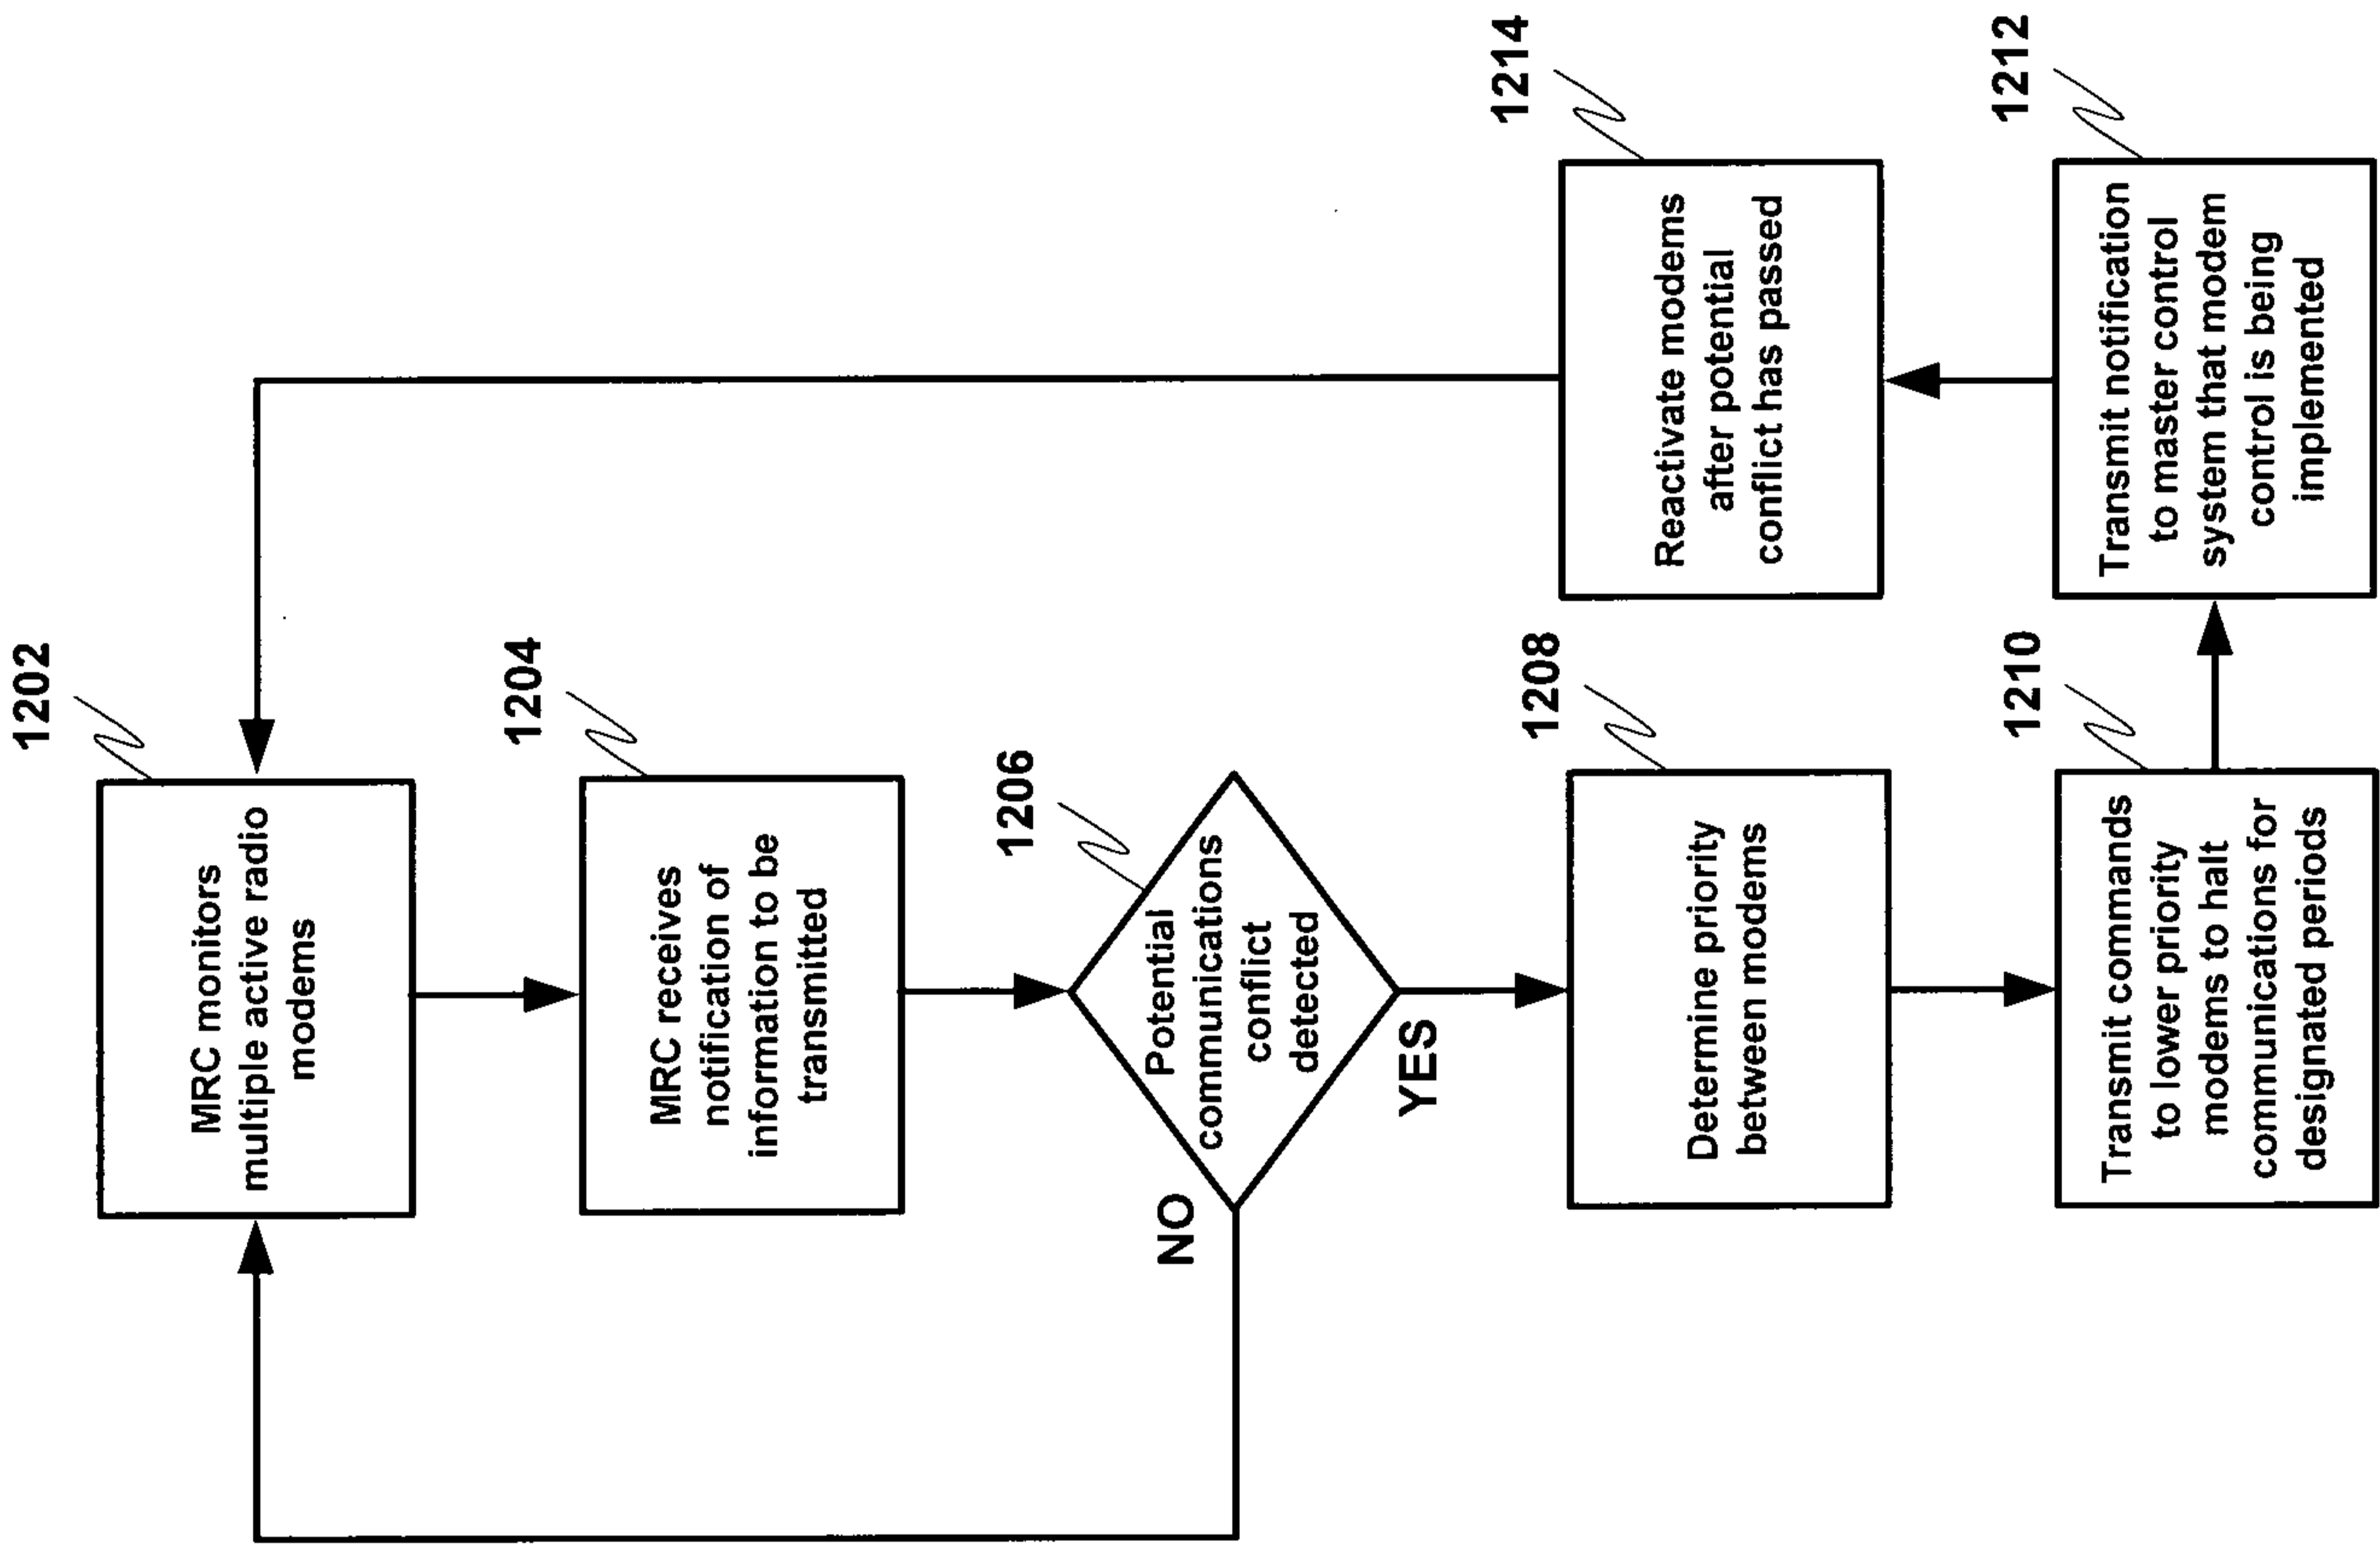 1202
MRC monitors
multiple active radio
modems
1204
MRC receives
notification of
information to be
transmitted
1206
Potential
communications
conflict
detected
NO
YES
1208
Determine priority
between modems
1210
Transmit commands
to lower priority
modems to halt
communications for
designated periods
1212
Transmit notification
to master control
system that modem
control is being
implemented
1214
Reactivate modems
after potential
conflict has passed